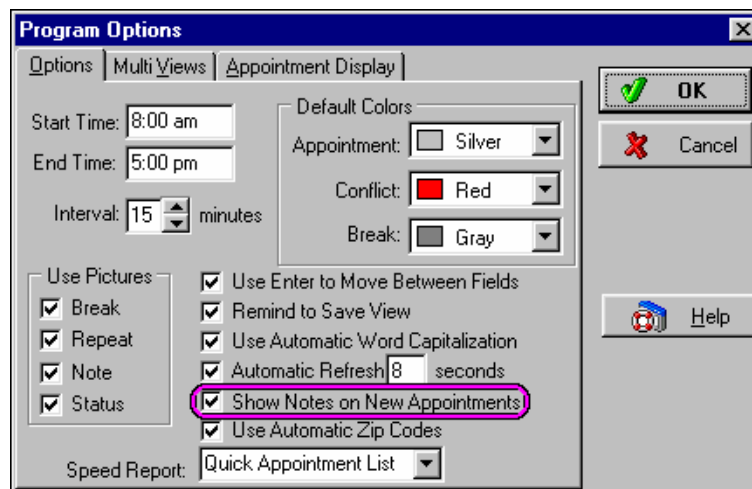 Program Options
Options Multi Views Appointment Display
Start Time: 8:00 am
End Time: 5:00 pm
Interval: 15 minutes
Default Colors
Appointment: Silver
Conflict: Red
Break: Gray
OK
Cancel
Help
Use Pictures
Break
Repeat
Note
Status
Use Enter to Move Between Fields
Remind to Save View
Use Automatic Word Capitalization
Automatic Refresh 8 seconds
Show Notes on New Appointments
Use Automatic Zip Codes
Speed Report: Quick Appointment List